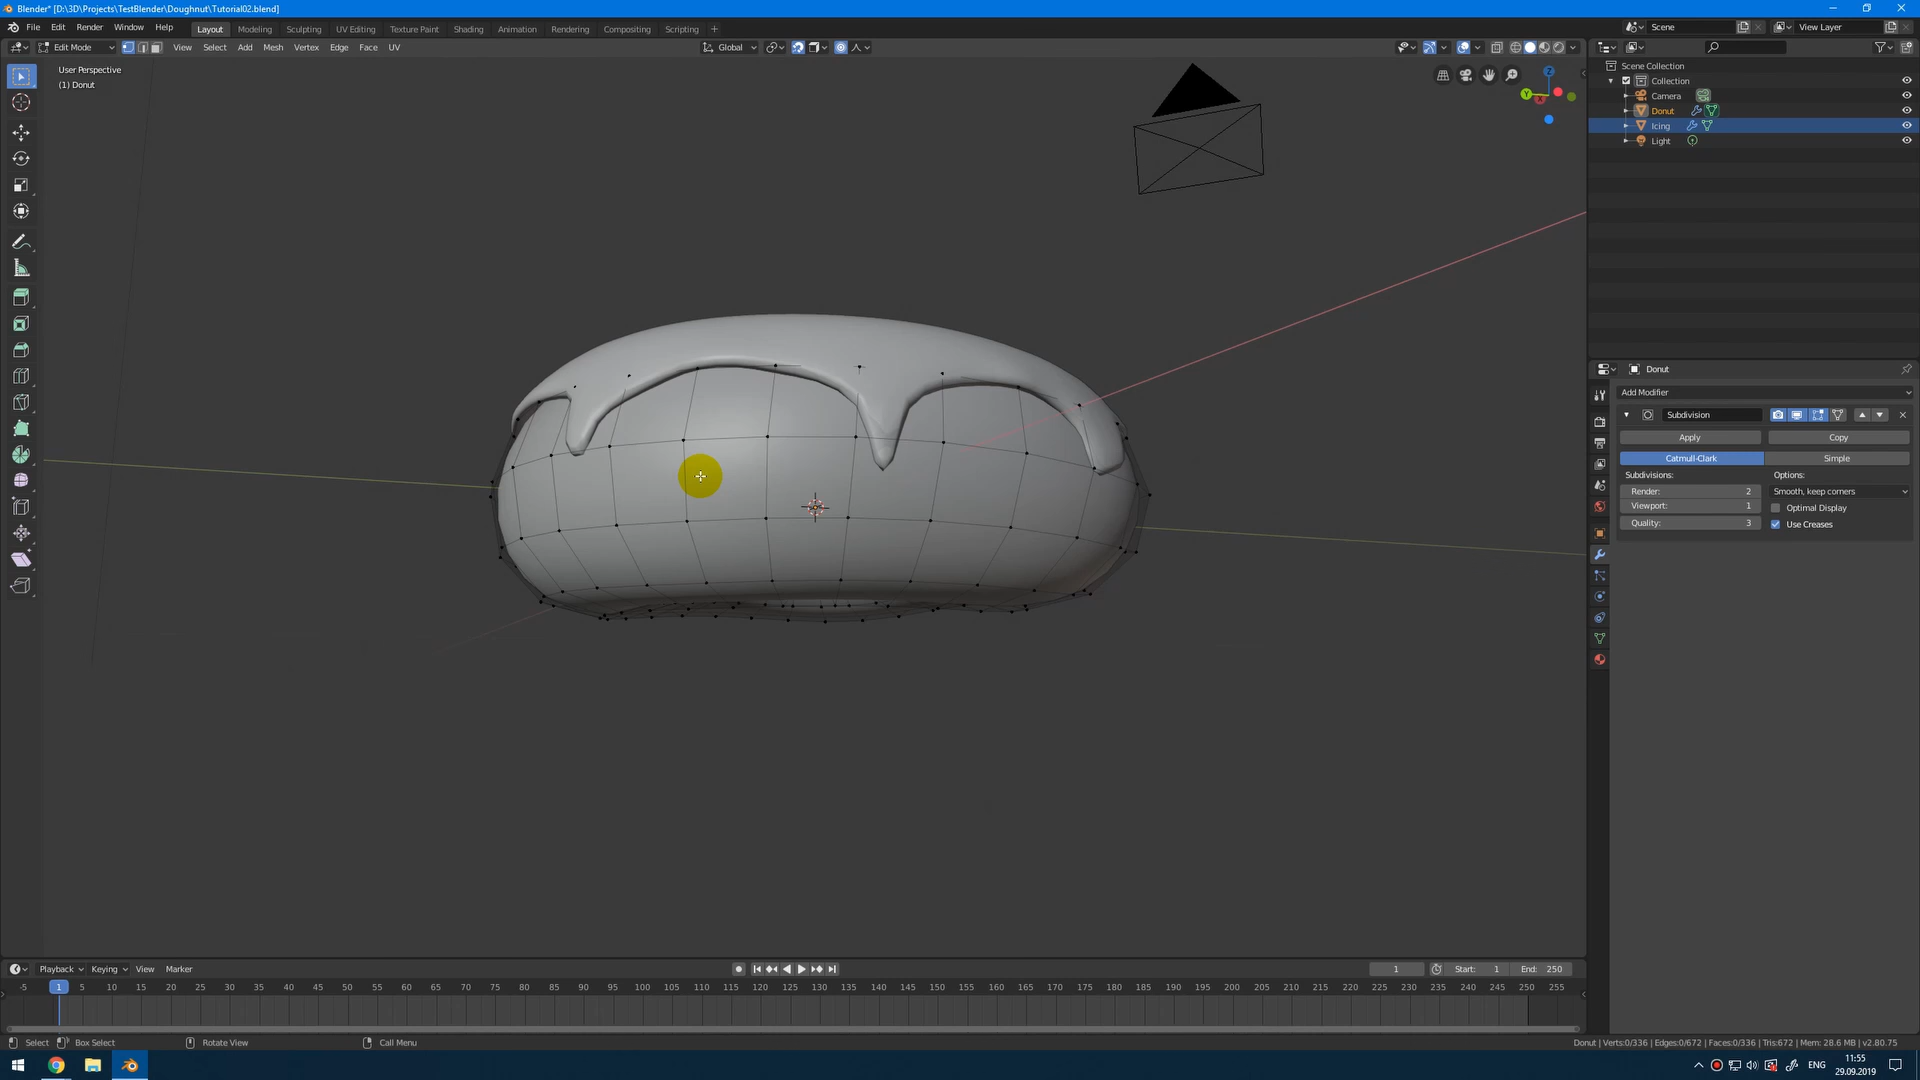 Blender* [D:\3D\Projects\TestBlender\Doughnut\Tutorial02.blend]
File Edit Render Window Help Layout Modeling Sculpting UV Editing Texture Paint Shading Animation Rendering Compositing Scripting + Scene View Layer
Edit Mode View Select Add Mesh Vertex Edge Face UV Global
User Perspective
(1) Donut
Z
Y
Scene Collection
Collection
Camera
Donut
Icing
Light
Donut
Add Modifier
Subdivision
Apply Copy
Catmull-Clark Simple
Subdivisions: Options:
Render: 2 Smooth, keep corners
Viewport: 1 Optimal Display
Quality: 3 Use Creases
Playback Keying View Marker 1 Start: 1 End: 250
-5 1 5 10 15 20 25 30 35 40 45 50 55 60 65 70 75 80 85 90 95 100 105 110 115 120 125 130 135 140 145 150 155 160 165 170 175 180 185 190 195 200 205 210 215 220 225 230 235 240 245 250 255
Select Box Select Rotate View Call Menu Donut | Verts:0/336 | Edges:0/672 | Faces:0/336 | Tris:672 | Mem: 28.6 MB | v2.80.75
ENG
11:55
29.09.2019